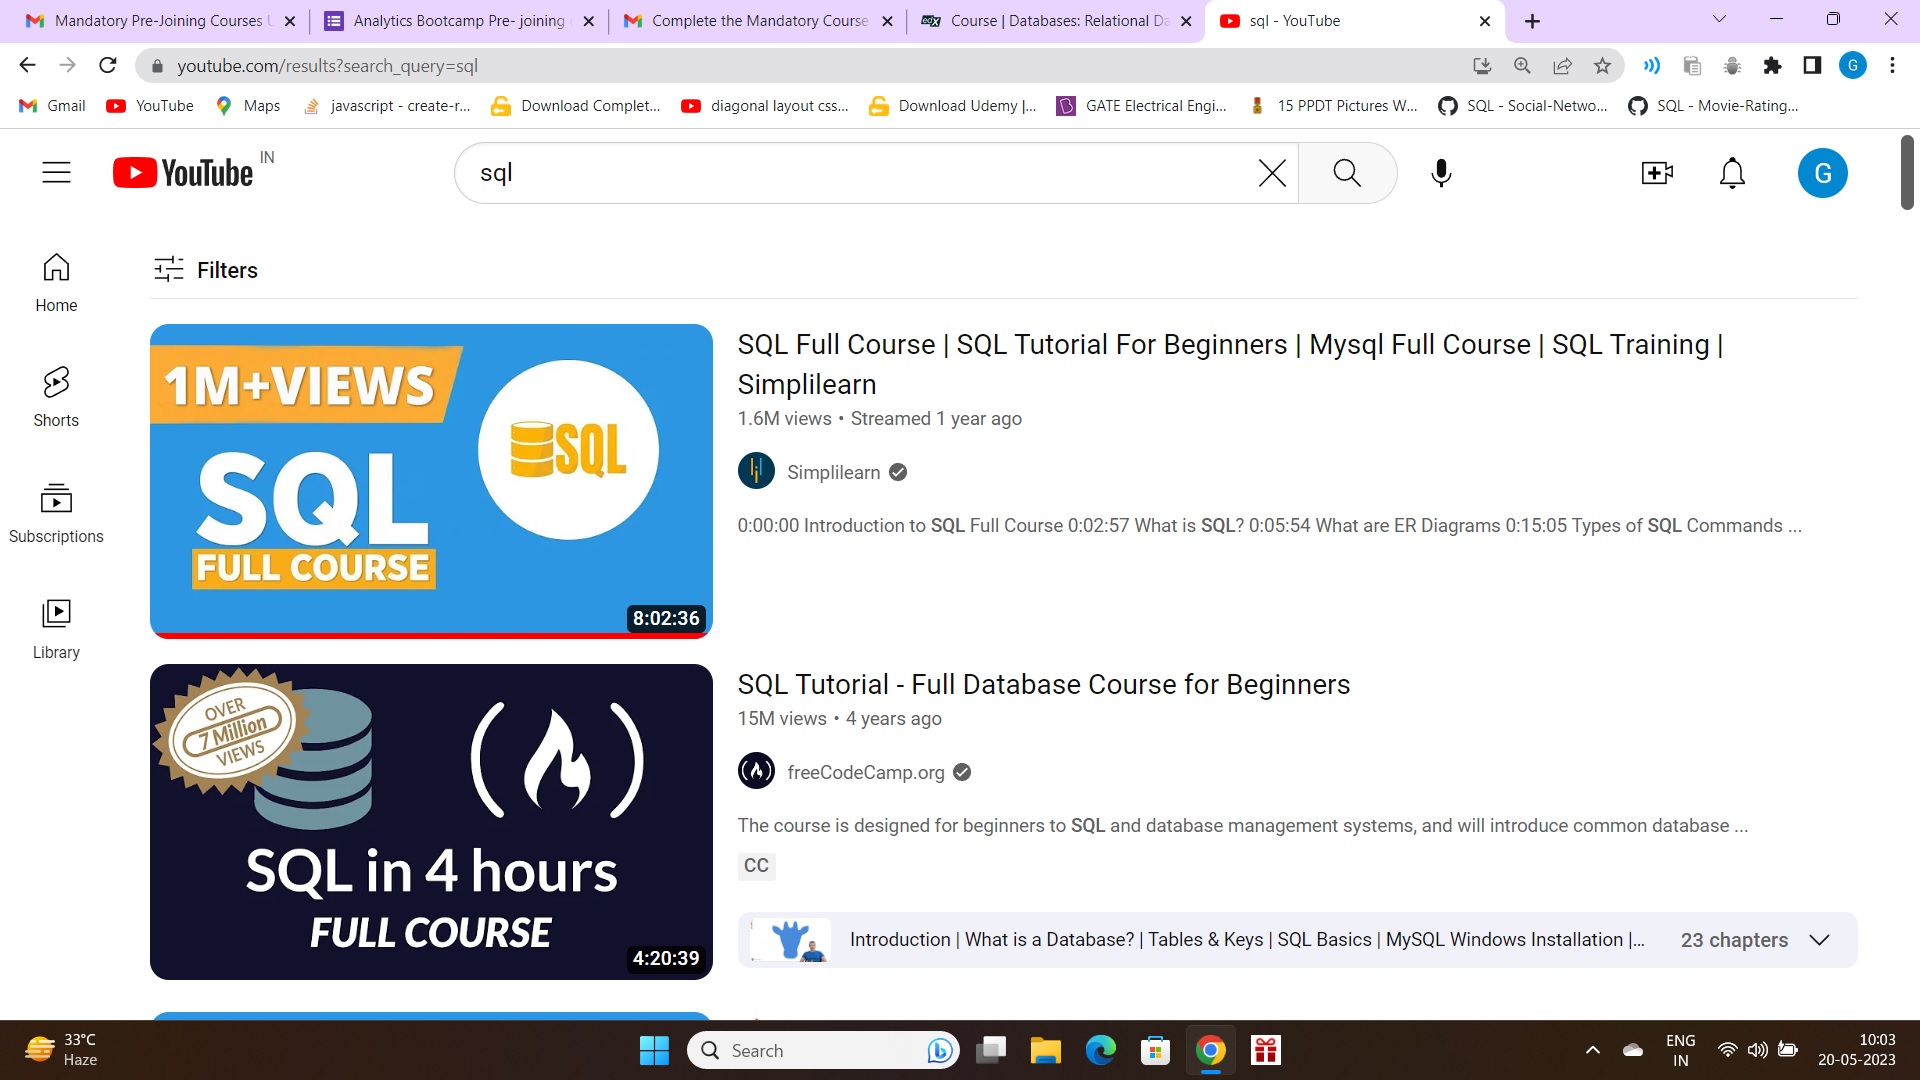 Mandatory Pre-Joining Courses
Analytics Bootcamp Pre- joining
Complete the Mandatory Course
edX
Course | Databases: Relational Da
sql - YouTube
youtube.com/results?search_query=sql
G
Gmail
YouTube
Maps
javascript - create-r...
Download Complet...
diagonal layout css...
Download Udemy |...
GATE Electrical Engi...
15 PPDT Pictures W...
SQL - Social-Netwo...
SQL - Movie-Rating...
YouTube IN
sql
G
Filters
Home
Shorts
Subscriptions
Library
1M+VIEWS
SQL
FULL COURSE
SQL
8:02:36
SQL Full Course | SQL Tutorial For Beginners | Mysql Full Course | SQL Training |
Simplilearn
1.6M views • Streamed 1 year ago
Simplilearn
0:00:00 Introduction to SQL Full Course 0:02:57 What is SQL? 0:05:54 What are ER Diagrams 0:15:05 Types of SQL Commands ...
OVER
7 Million
VIEWS
SQL in 4 hours
FULL COURSE
4:20:39
SQL Tutorial - Full Database Course for Beginners
15M views • 4 years ago
freeCodeCamp.org
The course is designed for beginners to SQL and database management systems, and will introduce common database ...
CC
Introduction | What is a Database? | Tables & Keys | SQL Basics | MySQL Windows Installation |...
23 chapters
33°C
Haze
Search
ENG
IN
10:03
20-05-2023